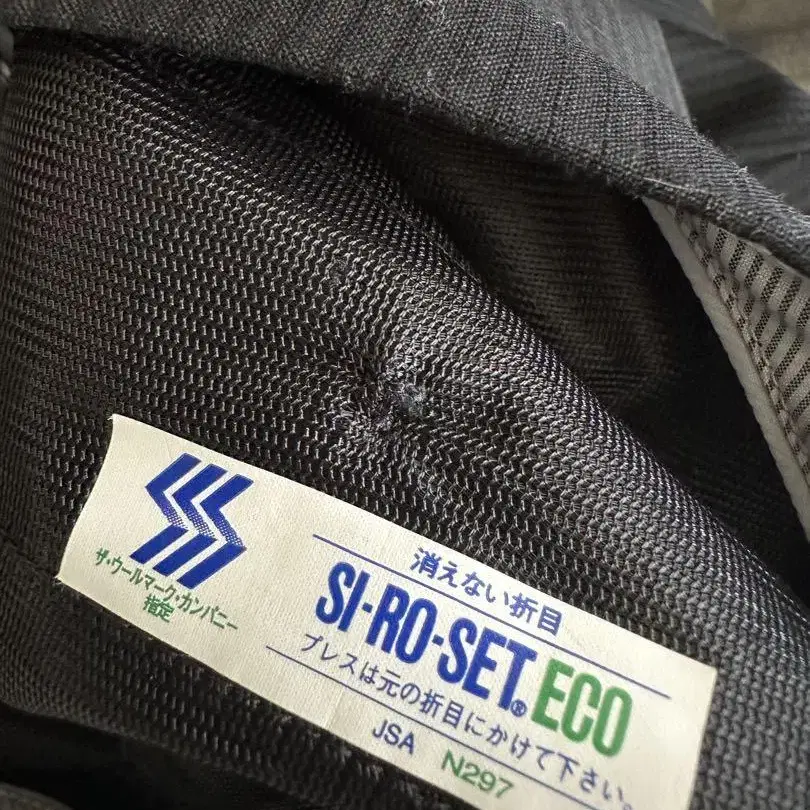 ザ・ウールマーク・カンパニー
指定
消えない折目
SI-RO-SET® ECO
プレスは元の折目にかけて下さい。
JSA N297